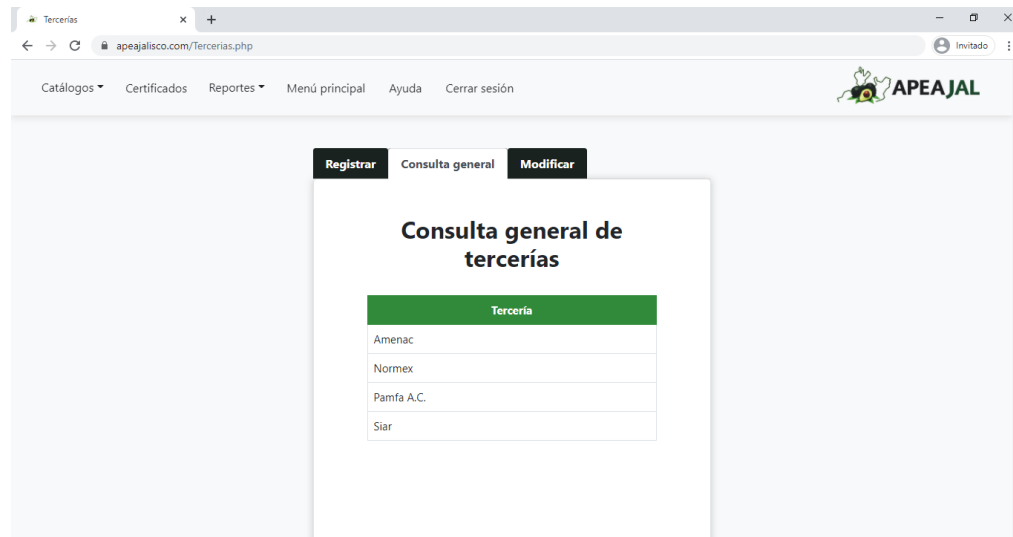 Tercerías
apeajalisco.com/Tercerias.php
Invitado
Catálogos Certificados Reportes Menú principal Ayuda Cerrar sesión
APEAJAL
Registrar Consulta general Modificar
Consulta general de
tercerías
Tercería
Amenac
Normex
Pamfa A.C.
Siar